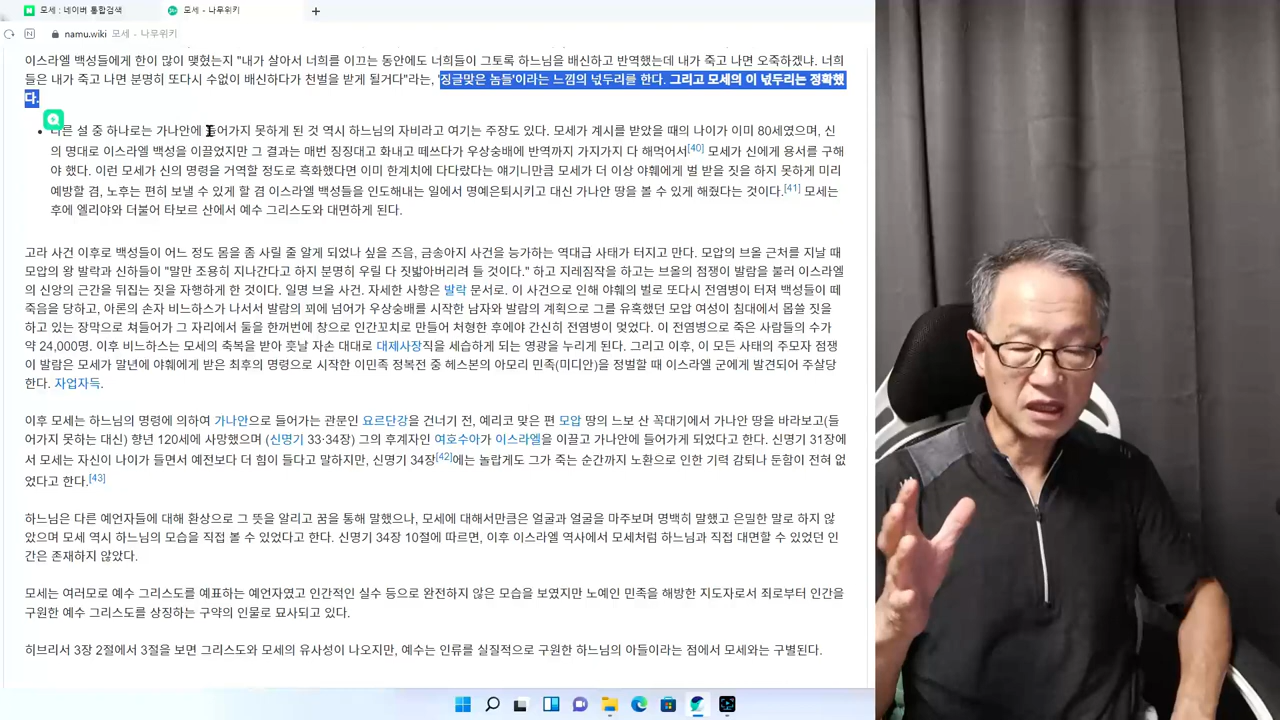 모세 : 네이버 통합검색
모세 - 나무위키
namu.wiki 모세 - 나무위키
이스라엘 백성들에게 한이 많이 맺혔는지 "내가 살아서 너희를 이끄는 동안에도 너희들이 그토록 하느님을 배신하고 반역했는데 내가 죽고 나면 오죽하겠냐. 너희
들은 내가 죽고 나면 분명히 또다시 수없이 배신하다가 천벌을 받게 될거다"라는, '징글맞은 놈들'이라는 느낌의 넋두리를 한다. 그리고 모세의 이 넋두리는 정확했
다.
다른 설 중 하나로는 가나안에 들어가지 못하게 된 것 역시 하느님의 자비라고 여기는 주장도 있다. 모세가 계시를 받았을 때의 나이가 이미 80세였으며, 신
의 명대로 이스라엘 백성을 이끌었지만 그 결과는 매번 징징대고 화내고 떼쓰다가 우상숭배에 반역까지 가지가지 다 해먹어서[40] 모세가 신에게 용서를 구해
야 했다. 이런 모세가 신의 명령을 거역할 정도로 흑화했다면 이미 한계치에 다다랐다는 얘기니만큼 모세가 더 이상 야훼에게 벌 받을 짓을 하지 못하게 미리
예방할 겸, 노후는 편히 보낼 수 있게 할 겸 이스라엘 백성들을 인도해내는 일에서 명예은퇴시키고 대신 가나안 땅을 볼 수 있게 해줬다는 것이다.[41] 모세는
후에 엘리야와 더불어 타보르 산에서 예수 그리스도와 대면하게 된다.
고라 사건 이후로 백성들이 어느 정도 몸을 좀 사릴 줄 알게 되었나 싶을 즈음, 금송아지 사건을 능가하는 역대급 사태가 터지고 만다. 모압의 브올 근처를 지날 때
모압의 왕 발락과 신하들이 "말만 조용히 지나간다고 하지 분명히 우릴 다 짓밟아버리려 들 것이다." 하고 지레짐작을 하고는 브올의 점쟁이 발람을 불러 이스라엘
의 신앙의 근간을 뒤집는 짓을 자행하게 한 것이다. 일명 브올 사건. 자세한 사항은 발락 문서로. 이 사건으로 인해 야훼의 벌로 또다시 전염병이 터져 백성들이 떼
죽음을 당하고, 아론의 손자 비느하스가 나서서 발람의 꾀에 넘어가 우상숭배를 시작한 남자와 발람의 계획으로 그를 유혹했던 모압 여성이 침대에서 몹쓸 짓을
하고 있는 장막으로 쳐들어가 그 자리에서 둘을 한꺼번에 창으로 인간꼬치로 만들어 처형한 후에야 간신히 전염병이 멎었다. 이 전염병으로 죽은 사람들의 수가
약 24,000명. 이후 비느하스는 모세의 축복을 받아 훗날 자손 대대로 대제사장직을 세습하게 되는 영광을 누리게 된다. 그리고 이후, 이 모든 사태의 주모자 점쟁
이 발람은 모세가 말년에 야훼에게 받은 최후의 명령으로 시작한 이민족 정복전 중 헤스본의 아모리 민족(미디안)을 정벌할 때 이스라엘 군에게 발견되어 주살당
한다. 자업자득.
이후 모세는 하느님의 명령에 의하여 가나안으로 들어가는 관문인 요르단강을 건너기 전, 예리코 맞은 편 모압 땅의 느보 산 꼭대기에서 가나안 땅을 바라보고(들
어가지 못하는 대신) 향년 120세에 사망했으며 (신명기 33·34장) 그의 후계자인 여호수아가 이스라엘을 이끌고 가나안에 들어가게 되었다고 한다. 신명기 31장에
서 모세는 자신이 나이가 들면서 예전보다 더 힘이 들다고 말하지만, 신명기 34장[42]에는 놀랍게도 그가 죽는 순간까지 노환으로 인한 기력 감퇴나 둔함이 전혀 없
었다고 한다.[43]
하느님은 다른 예언자들에 대해 환상으로 그 뜻을 알리고 꿈을 통해 말했으나, 모세에 대해서만큼은 얼굴과 얼굴을 마주보며 명백히 말했고 은밀한 말로 하지 않
았으며 모세 역시 하느님의 모습을 직접 볼 수 있었다고 한다. 신명기 34장 10절에 따르면, 이후 이스라엘 역사에서 모세처럼 하느님과 직접 대면할 수 있었던 인
간은 존재하지 않았다.
모세는 여러모로 예수 그리스도를 예표하는 예언자였고 인간적인 실수 등으로 완전하지 않은 모습을 보였지만 노예인 민족을 해방한 지도자로서 죄로부터 인간을
구원한 예수 그리스도를 상징하는 구약의 인물로 묘사되고 있다.
히브리서 3장 2절에서 3절을 보면 그리스도와 모세의 유사성이 나오지만, 예수는 인류를 실질적으로 구원한 하느님의 아들이라는 점에서 모세와는 구별된다.